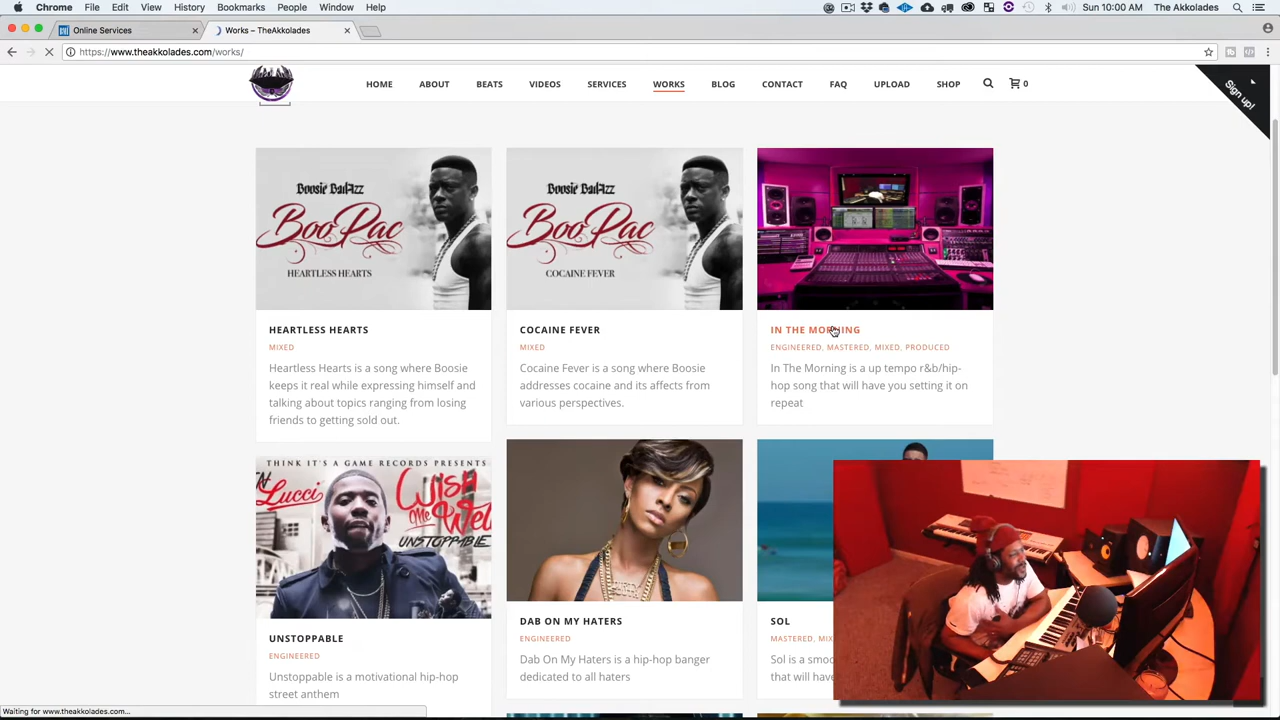 Chrome File Edit View History Bookmarks People Window Help Sun 10:00 AM The Akkolades
Online Services
Works – TheAkkolades
https://www.theakkolades.com/works/
HOME ABOUT BEATS VIDEOS SERVICES WORKS BLOG CONTACT FAQ UPLOAD SHOP 0
Sign up!
Boosie Badazz
BooPac
HEARTLESS HEARTS
Boosie Badazz
BooPac
COCAINE FEVER
HEARTLESS HEARTS
MIXED
Heartless Hearts is a song where Boosie
keeps it real while expressing himself and
talking about topics ranging from losing
friends to getting sold out.
COCAINE FEVER
MIXED
Cocaine Fever is a song where Boosie
addresses cocaine and its affects from
various perspectives.
IN THE MORNING
ENGINEERED, MASTERED, MIXED, PRODUCED
In The Morning is a up tempo r&b/hip-
hop song that will have you setting it on
repeat
THINK IT'S A GAME RECORDS PRESENTS
Lucci
Wish
Me Well
UNSTOPPABLE
UNSTOPPABLE
ENGINEERED
Unstoppable is a motivational hip-hop
street anthem
DAB ON MY HATERS
ENGINEERED
Dab On My Haters is a hip-hop banger
dedicated to all haters
SOL
MASTERED, MIX
Sol is a smoo
that will have
Waiting for www.theakkolades.com...